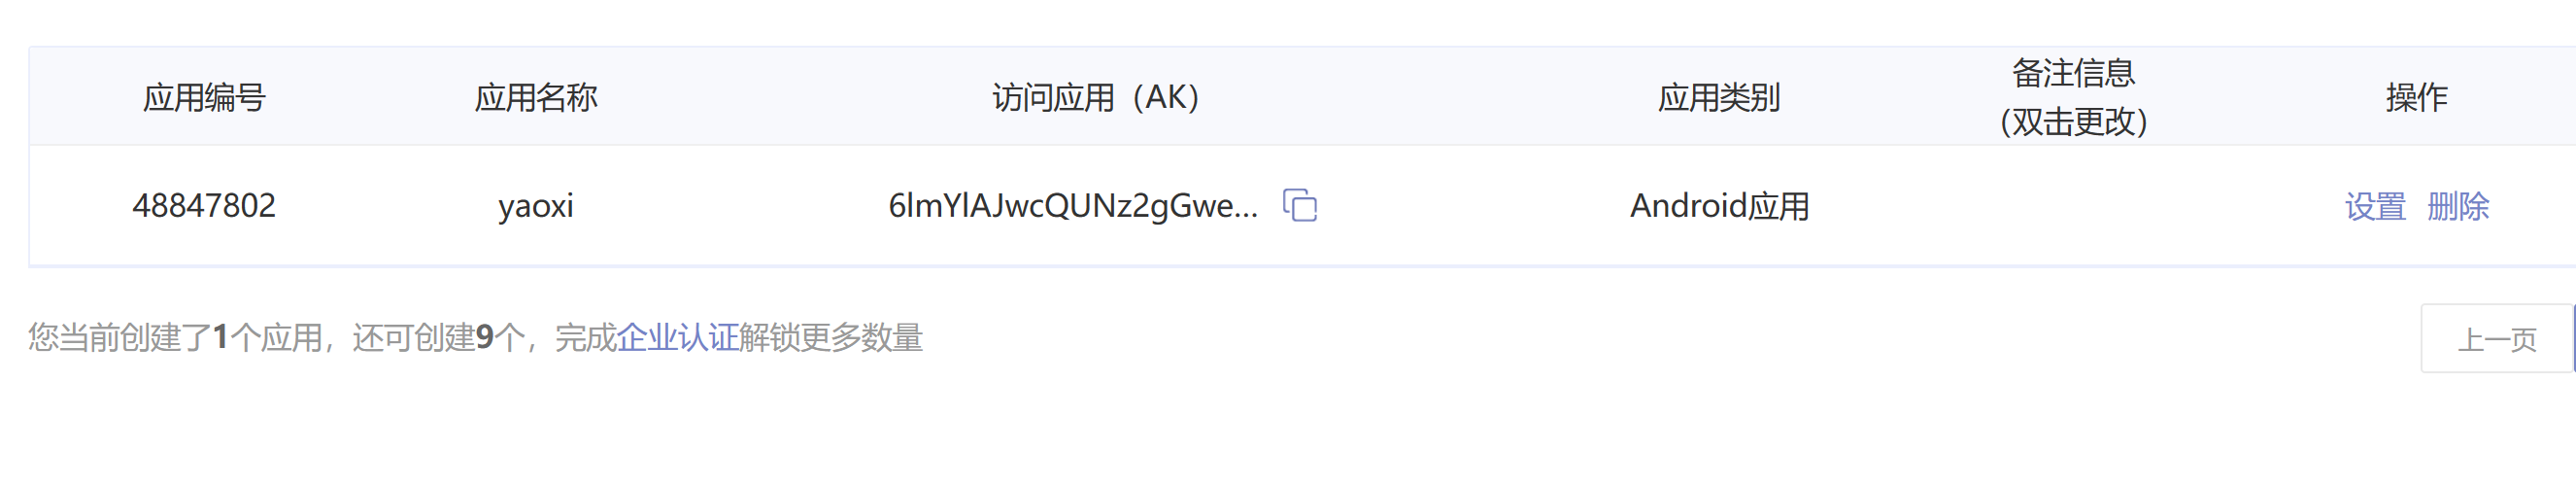 应用编号 应用名称 访问应用（AK） 应用类别 备注信息（双击更改） 操作
48847802 yaoxi 6lmYlAJwcQUNz2gGwe... Android应用 设置 删除
您当前创建了1个应用，还可创建9个，完成企业认证解锁更多数量
上一页